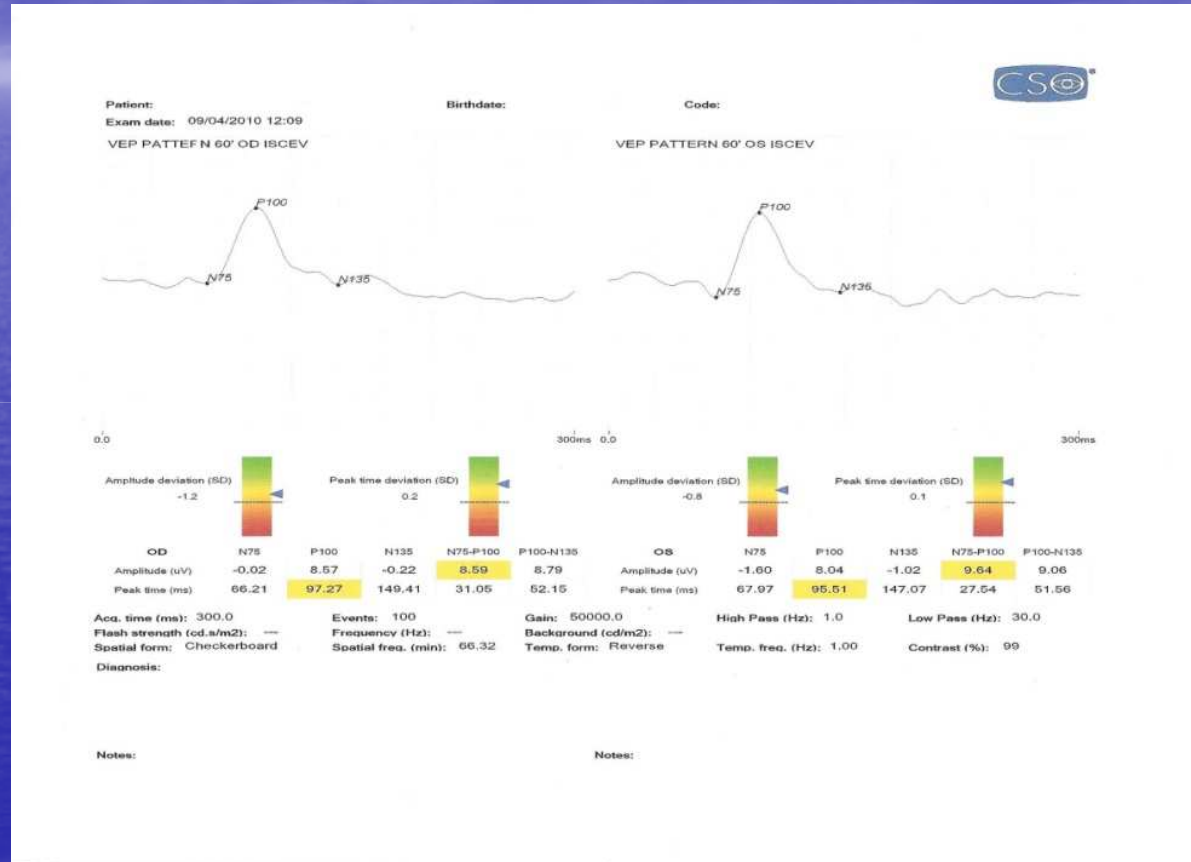 CSO
Patient: Birthdate: Code:
Exam date: 09/04/2010 12:09
VEP PATTERN 60' OD ISCEV VEP PATTERN 60' OS ISCEV
P100 P100
N75 N135 N75 N135
0.0 300ms 0.0 300ms
Amplitude deviation (SD) Peak time deviation (SD) Amplitude deviation (SD) Peak time deviation (SD)
-1.2 0.2 -0.8 0.1
OD N75 P100 N135 N75-P100 P100-N135 OS N75 P100 N135 N75-P100 P100-N135
Amplitude (uV) -0.02 8.57 -0.22 8.59 8.79 Amplitude (uV) -1.60 8.04 -1.02 9.64 9.06
Peak time (ms) 66.21 97.27 149.41 31.05 52.15 Peak time (ms) 67.97 95.51 147.07 27.54 51.56
Acq. time (ms): 300.0 Events: 100 Gain: 50000.0 High Pass (Hz): 1.0 Low Pass (Hz): 30.0
Flash strength (cd.s/m2): --- Frequency (Hz): --- Background (cd/m2): ---
Spatial form: Checkerboard Spatial freq. (min): 66,32 Temp. form: Reverse Temp. freq. (Hz): 1,00 Contrast (%): 99
Diagnosis:
Notes: Notes: